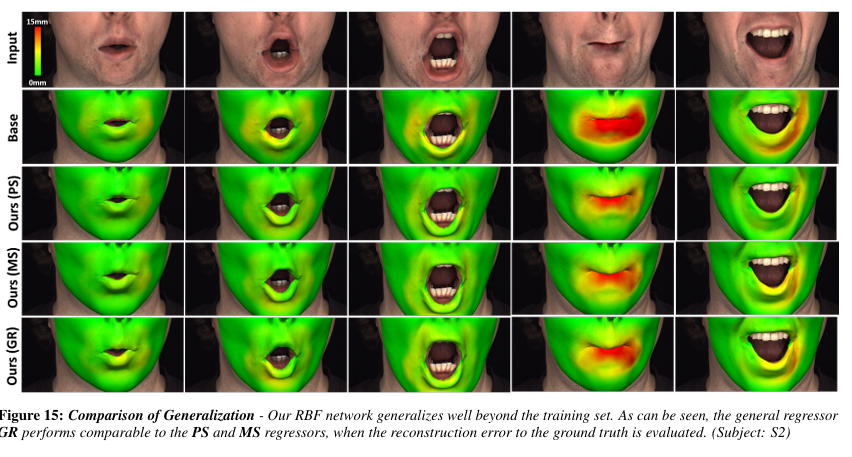 Input
15mm
0mm
Base
Ours (PS)
Ours (MS)
Ours (GR)
Figure 15: Comparison of Generalization - Our RBF network generalizes well beyond the training set. As can be seen, the general regressor
GR performs comparable to the PS and MS regressors, when the reconstruction error to the ground truth is evaluated. (Subject: S2)